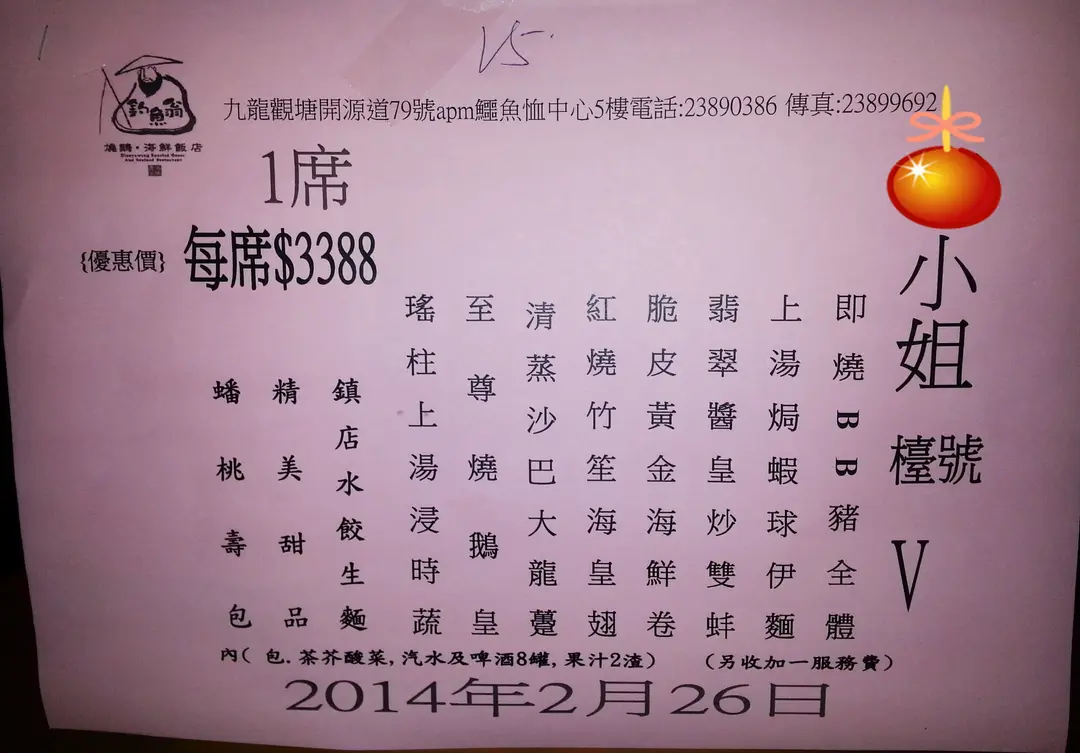 V5
釣魚翁
燒鵝·海鮮飯店
九龍觀塘開源道79號apm鱷魚恤中心5樓電話:23890386 傳真:23899692
1席
{優惠價} 每席$3388
小姐
檯號
V
即燒BB豬全體
上湯焗蝦球伊麵
翡翠醬皇炒雙蚌
脆皮黃金海鮮卷
紅燒竹笙海皇翅
清蒸沙巴大龍躉
至尊燒鵝皇
瑤柱上湯浸時蔬
鎮店水餃生麵
精美甜品
蟠桃壽包
內( 包.茶芥酸菜,汽水及啤酒8罐,果汁2渣) (另收加一服務費)
2014年2月26日